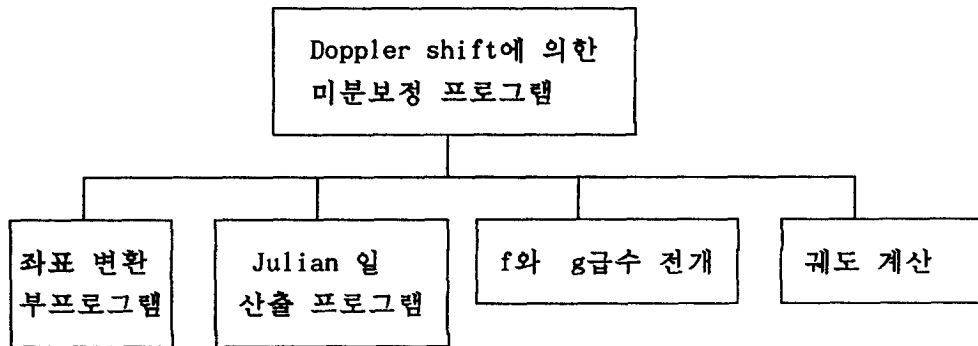 Doppler shift에 의한
미분보정 프로그램
좌표 변환
부프로그램
Julian 일
산출 프로그램
f와 g급수 전개
궤도 계산